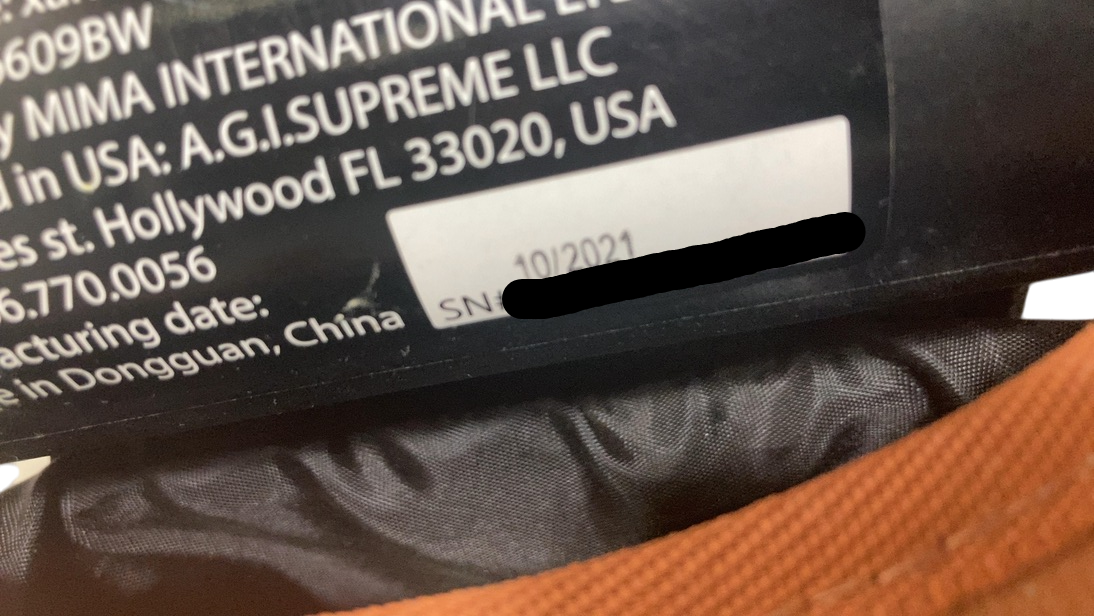 609BW
MIMA INTERNATIONAL
in USA: A.G.I.SUPREME LLC
st. Hollywood FL 33020, USA
6.770.0056
10/2021
SN#
acturing date:
in Dongguan, China